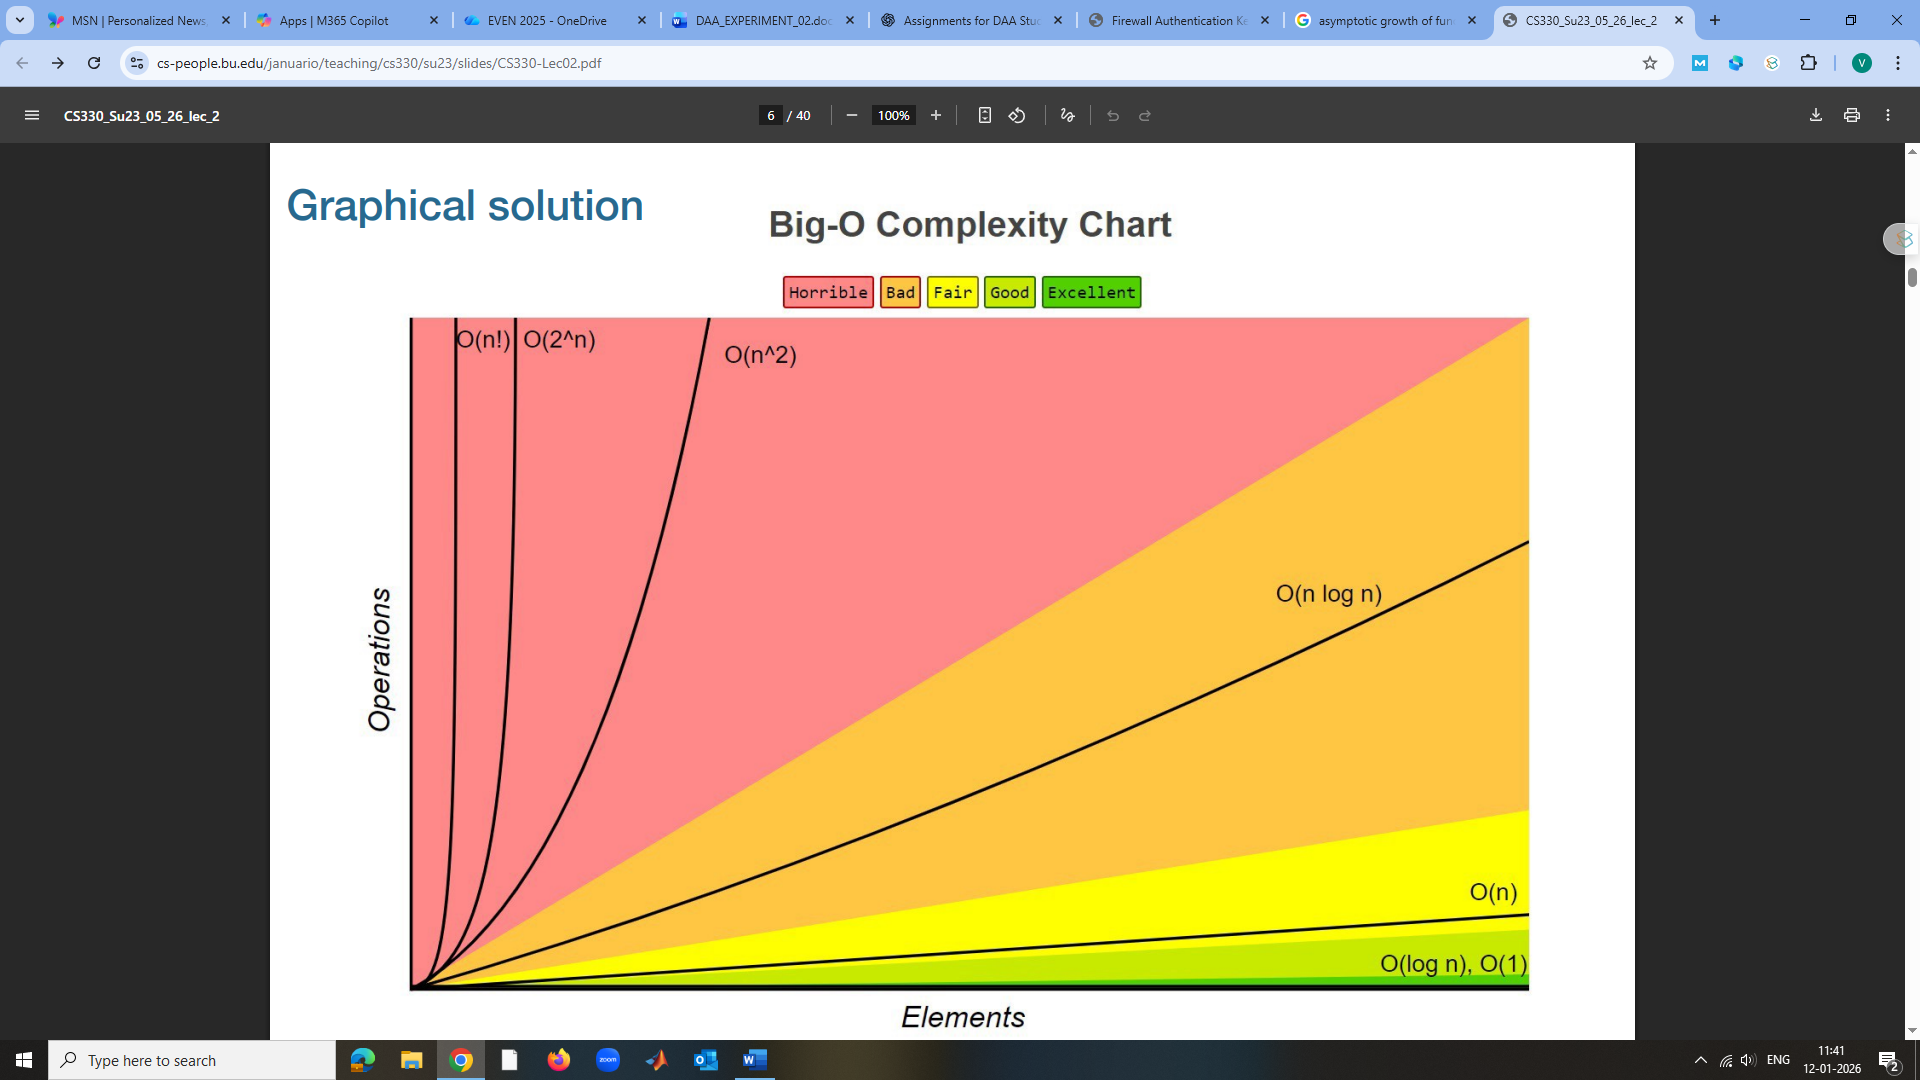 MSN | Personalized News,
Apps | M365 Copilot
EVEN 2025 - OneDrive
DAA_EXPERIMENT_02.doc
Assignments for DAA Stu
Firewall Authentication Ke
asymptotic growth of fun
CS330_Su23_05_26_lec_2
cs-people.bu.edu/januario/teaching/cs330/su23/slides/CS330-Lec02.pdf
M
V
CS330_Su23_05_26_lec_2
6 / 40
100%
Graphical solution
Big-O Complexity Chart
Horrible Bad Fair Good Excellent
O(n!) O(2^n)
O(n^2)
O(n log n)
O(n)
O(log n), O(1)
Operations
Elements
Type here to search
zoom
ENG
11:41
12-01-2026
2